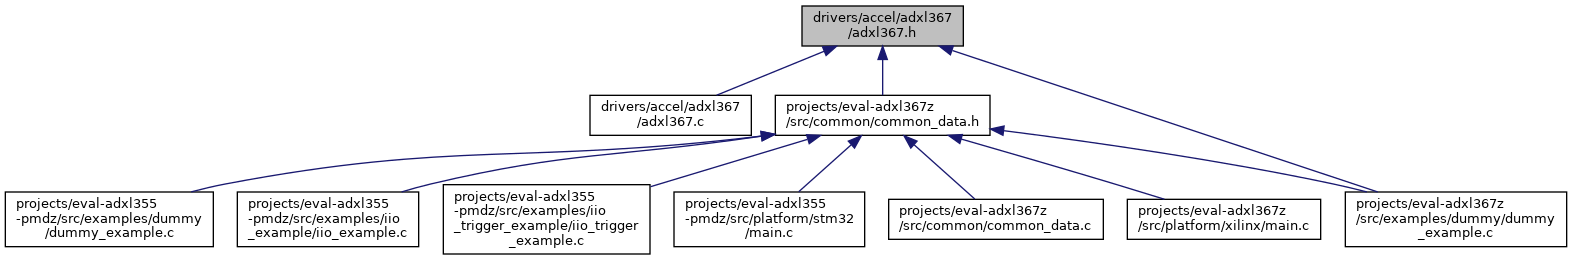 drivers/accel/adxl367
/adxl367.h
drivers/accel/adxl367
/adxl367.c
projects/eval-adxl367z
/src/common/common_data.h
projects/eval-adxl355
-pmdz/src/examples/dummy
/dummy_example.c
projects/eval-adxl355
-pmdz/src/examples/iio
_example/iio_example.c
projects/eval-adxl355
-pmdz/src/examples/iio
_trigger_example/iio_trigger
_example.c
projects/eval-adxl355
-pmdz/src/platform/stm32
/main.c
projects/eval-adxl367z
/src/common/common_data.c
projects/eval-adxl367z
/src/platform/xilinx/main.c
projects/eval-adxl367z
/src/examples/dummy/dummy
_example.c